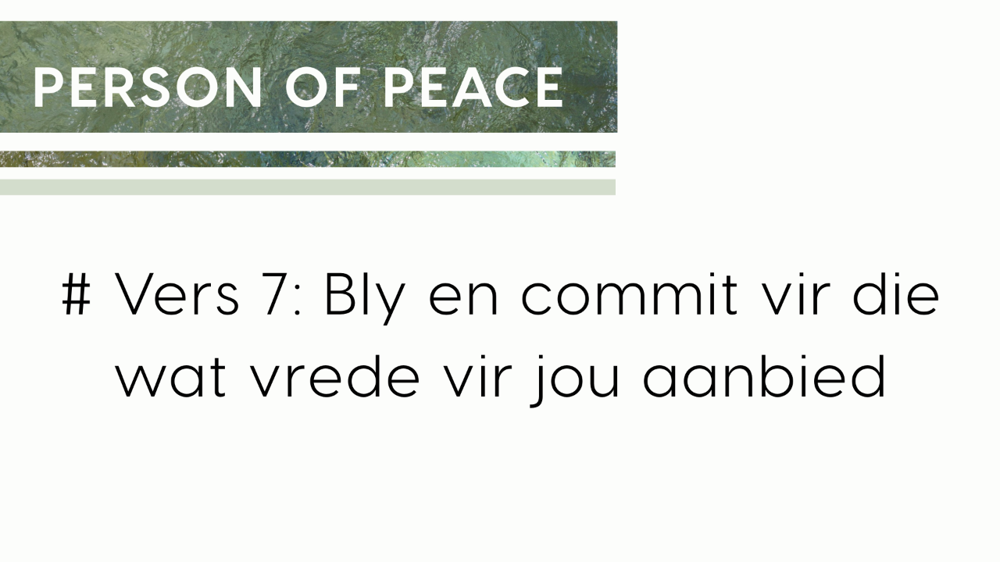 PERSON OF PEACE
# Vers 7: Bly en commit vir die
wat vrede vir jou aanbied